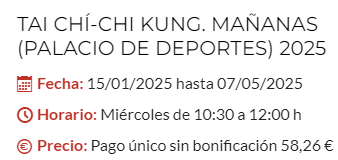 TAI CHÍ-CHI KUNG. MAÑANAS
(PALACIO DE DEPORTES) 2025
Fecha: 15/01/2025 hasta 07/05/2025
Horario: Miércoles de 10:30 a 12:00 h
Precio: Pago único sin bonificación 58,26 €